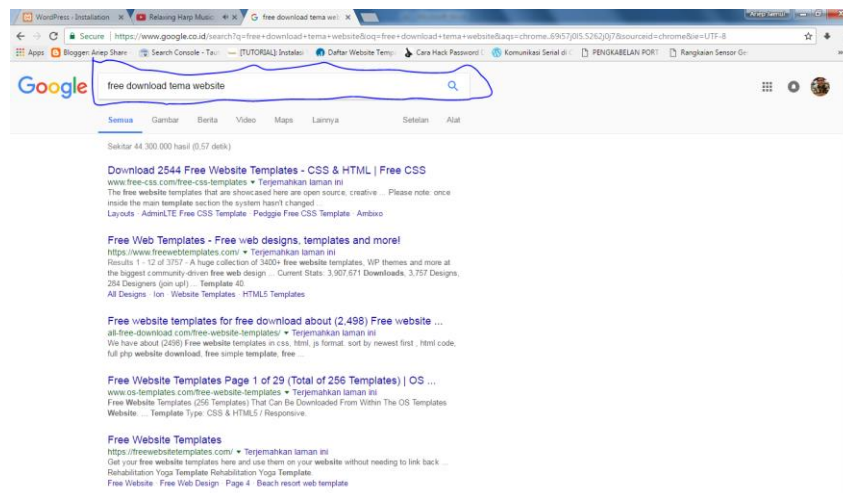 WordPress › Installation
Relaxing Harp Music:
free download tema web
Secure | https://www.google.co.id/search?q=free+download+tema+website&oq=free+download+tema+website&aqs=chrome..69i57j0l5.5262j0j7&sourceid=chrome&ie=UTF-8
Apps Blogger: Ariep Share Search Console - Tau [TUTORIAL]: Instalasi Daftar Website Temp Cara Hack Password Komunikasi Serial di PENGKABELAN PORT Rangkaian Sensor Ge
Google
free download tema website
Semua Gambar Berita Video Maps Lainnya Setelan Alat
Sekitar 44.300.000 hasil (0,57 detik)
Download 2544 Free Website Templates - CSS & HTML | Free CSS
www.free-css.com/free-css-templates ▾ Terjemahkan laman ini
The free website templates that are showcased here are open source, creative ... Please note: once
inside the main template section the system hasn't changed ...
Layouts · AdminLTE Free CSS Template · Peggie Free CSS Template · Ambixo
Free Web Templates - Free web designs, templates and more!
https://www.freewebtemplates.com/ ▾ Terjemahkan laman ini
Results 1 - 12 of 3757 - A huge collection of 3400+ free website templates, WP themes and more at
the biggest community-driven free web design ... Current Stats: 3,907,671 Downloads, 3,757 Designs,
284 Designers (join up!) ... Template 40.
All Designs · Ion · Website Templates · HTML5 Templates
Free website templates for free download about (2,498) Free website ...
all-free-download.com/free-website-templates/ ▾ Terjemahkan laman ini
We have about (2498) Free website templates in css, html, js format. sort by newest first , html code,
full php website download, free simple template, free ...
Free Website Templates Page 1 of 29 (Total of 256 Templates) | OS ...
www.os-templates.com/free-website-templates ▾ Terjemahkan laman ini
Free Website Templates (256 Templates) That Can Be Downloaded From Within The OS Templates
Website. ... Template Type: CSS & HTML5 / Responsive.
Free Website Templates
https://freewebsitetemplates.com/ ▾ Terjemahkan laman ini
Get your free website templates here and use them on your website without needing to link back ...
Rehabilitation Yoga Template Rehabilitation Yoga Template.
Free Website · Free Web Design · Page 4 · Beach resort web template